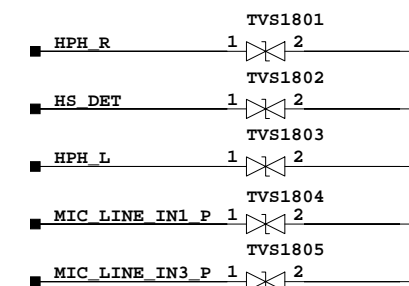 TVS1801
HPH_R 1 2
TVS1802
HS_DET 1 2
TVS1803
HPH_L 1 2
TVS1804
MIC_LINE_IN1_P 1 2
TVS1805
MIC_LINE_IN3_P 1 2